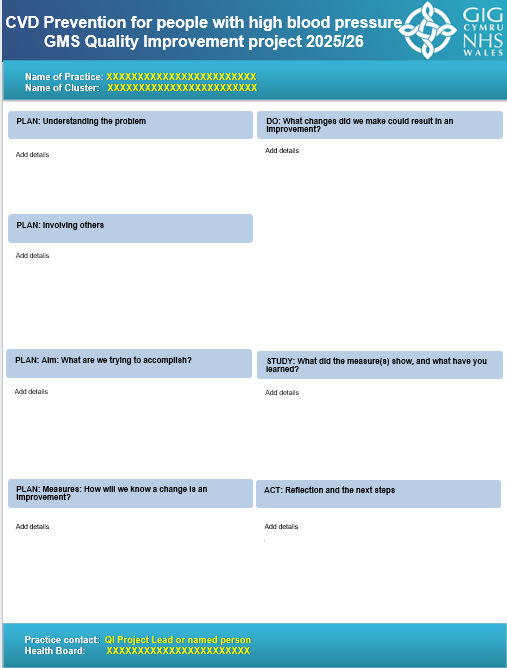 CVD Prevention for people with high blood pressure
GMS Quality Improvement project 2025/26
GIG
CYMRU
NHS
WALES
Name of Practice: XXXXXXXXXXXXXXXXXXXXXXXX
Name of Cluster: XXXXXXXXXXXXXXXXXXXXXXXX
PLAN: Understanding the problem
Add details
PLAN: Involving others
Add details
PLAN: Aim: What are we trying to accomplish?
Add details
PLAN: Measures: How will we know a change is an
improvement?
Add details
DO: What changes did we make could result in an
improvement?
Add details
STUDY: What did the measure(s) show, and what have you
learned?
Add details
ACT: Reflection and the next steps
Add details
.
Practice contact: QI Project Lead or named person
Health Board: XXXXXXXXXXXXXXXXXXXXXXX